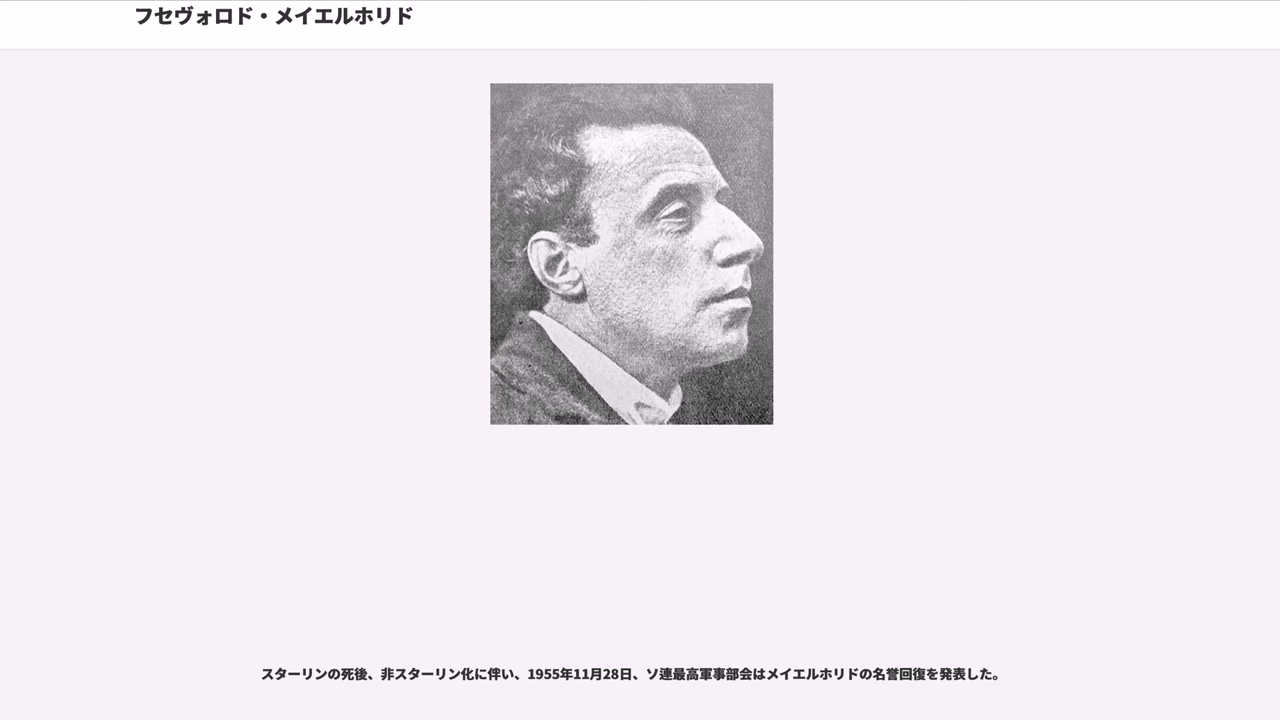 フセヴォロド・メイエルホリド
スターリンの死後、非スターリン化に伴い、1955年11月28日、ソ連最高軍事部会はメイエルホリドの名誉回復を発表した。